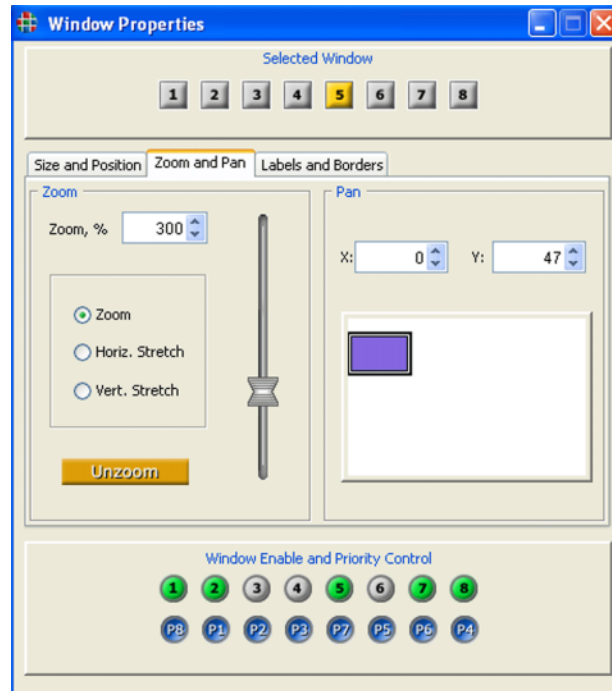 Window Properties
Selected Window
1 2 3 4 5 6 7 8
Size and Position Zoom and Pan Labels and Borders
Zoom
Zoom, % 300
Zoom
Horiz. Stretch
Vert. Stretch
Unzoom
Pan
X: 0 Y: 47
Window Enable and Priority Control
1 2 3 4 5 6 7 8
P8 P1 P2 P3 P7 P5 P6 P4